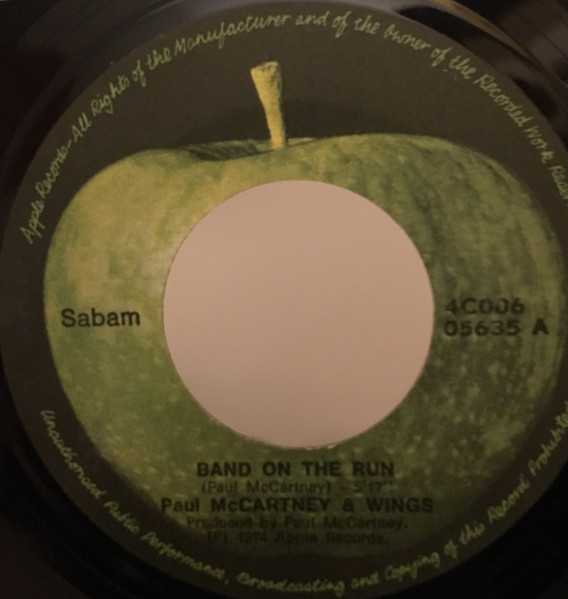 Apple Records-All Rights of the Manufacturer and of the Owner of the Recorded Work
Sabam
4C006
05635 A
BAND ON THE RUN
(Paul McCartney) - 5'17"
Paul McCARTNEY & WINGS
Produced by Paul McCartney.
(P) 1974 Apple Records.
Unauthorised Public Performance, Broadcasting and Copying of this Record Prohibited